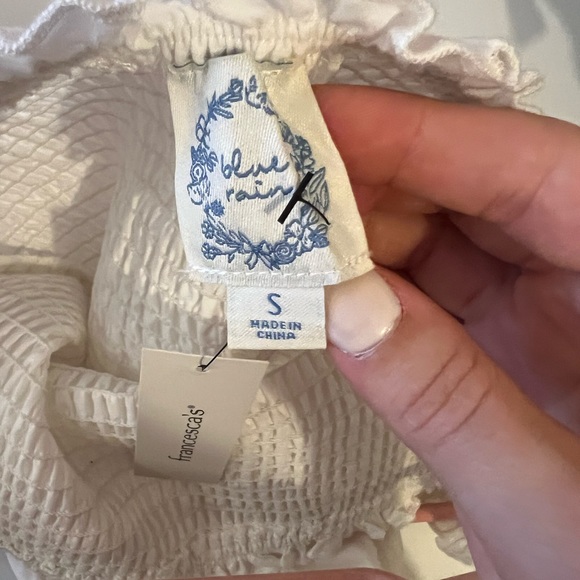 blue
rain
S
MADE IN
CHINA
francesca's®